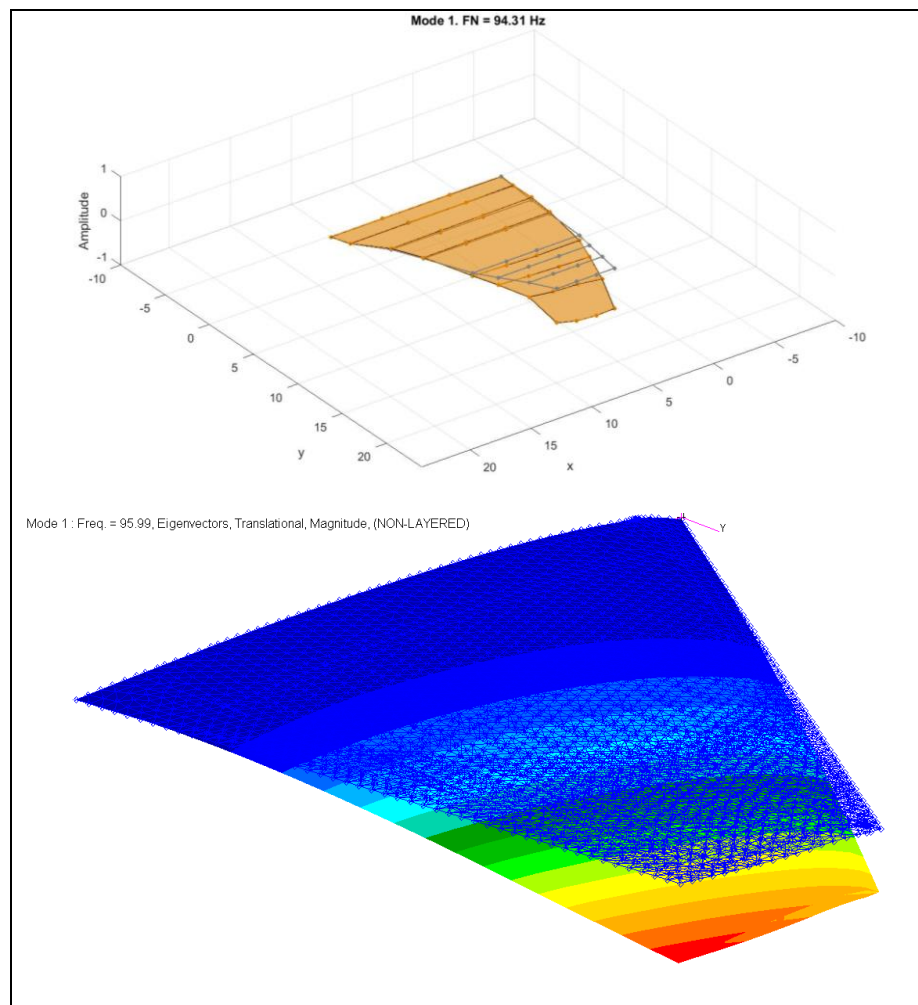 Mode 1. FN = 94.31 Hz
Amplitude
1
0
-1
-10
-5
0
5
10
15
20
y
20
15
10
5
0
-5
-10
x
Mode 1 : Freq. = 95.99, Eigenvectors, Translational, Magnitude, (NON-LAYERED)
Y